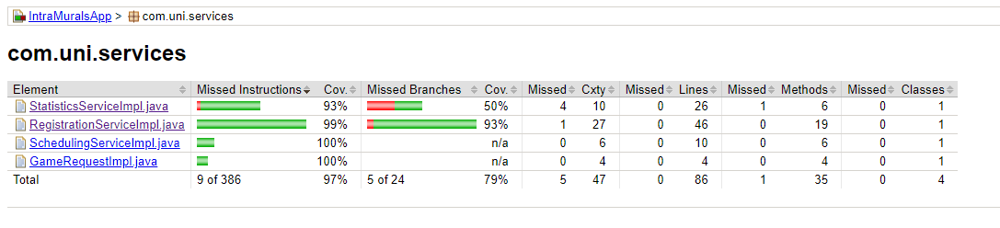 IntraMuralsApp > com.uni.services
com.uni.services
Element Missed Instructions Cov. Missed Branches Cov. Missed Cxty Missed Lines Missed Methods Missed Classes
StatisticsServiceImpl.java 93% 50% 4 10 0 26 1 6 0 1
RegistrationServiceImpl.java 99% 93% 1 27 0 46 0 19 0 1
SchedulingServiceImpl.java 100% n/a 0 6 0 10 0 6 0 1
GameRequestImpl.java 100% n/a 0 4 0 4 0 4 0 1
Total 9 of 386 97% 5 of 24 79% 5 47 0 86 1 35 0 4